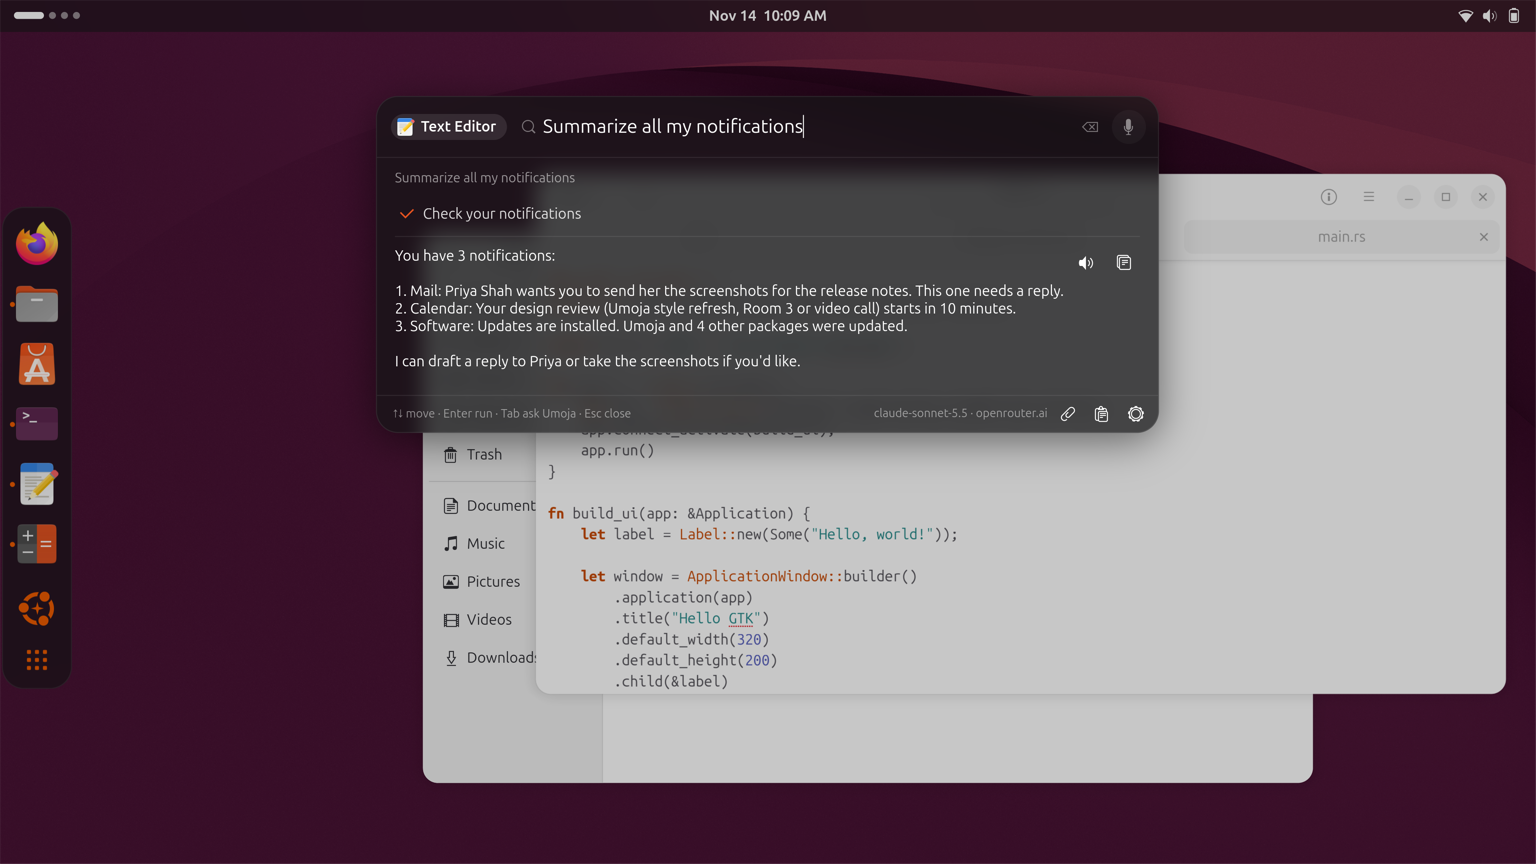 Nov 14 10:09 AM
Text Editor
Summarize all my notifications
Summarize all my notifications
Check your notifications
You have 3 notifications:
1. Mail: Priya Shah wants you to send her the screenshots for the release notes. This one needs a reply.
2. Calendar: Your design review (Umoja style refresh, Room 3 or video call) starts in 10 minutes.
3. Software: Updates are installed. Umoja and 4 other packages were updated.
I can draft a reply to Priya or take the screenshots if you'd like.
↑↓ move · Enter run · Tab ask Umoja · Esc close
claude-sonnet-5.5 · openrouter.ai
main.rs
Trash
Document
Music
Pictures
Videos
Downloads
app.run()
}
fn build_ui(app: &Application) {
let label = Label::new(Some("Hello, world!"));
let window = ApplicationWindow::builder()
.application(app)
.title("Hello GTK")
.default_width(320)
.default_height(200)
.child(&label)